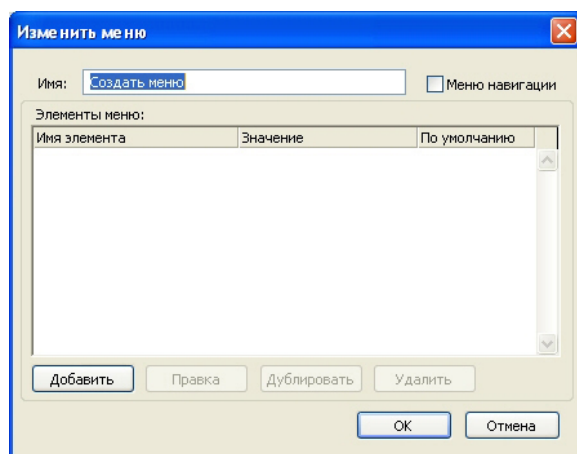 Изменить меню
Имя: Создать меню Меню навигации
Элементы меню:
Имя элемента Значение По умолчанию
Добавить Правка Дублировать Удалить
OK Отмена